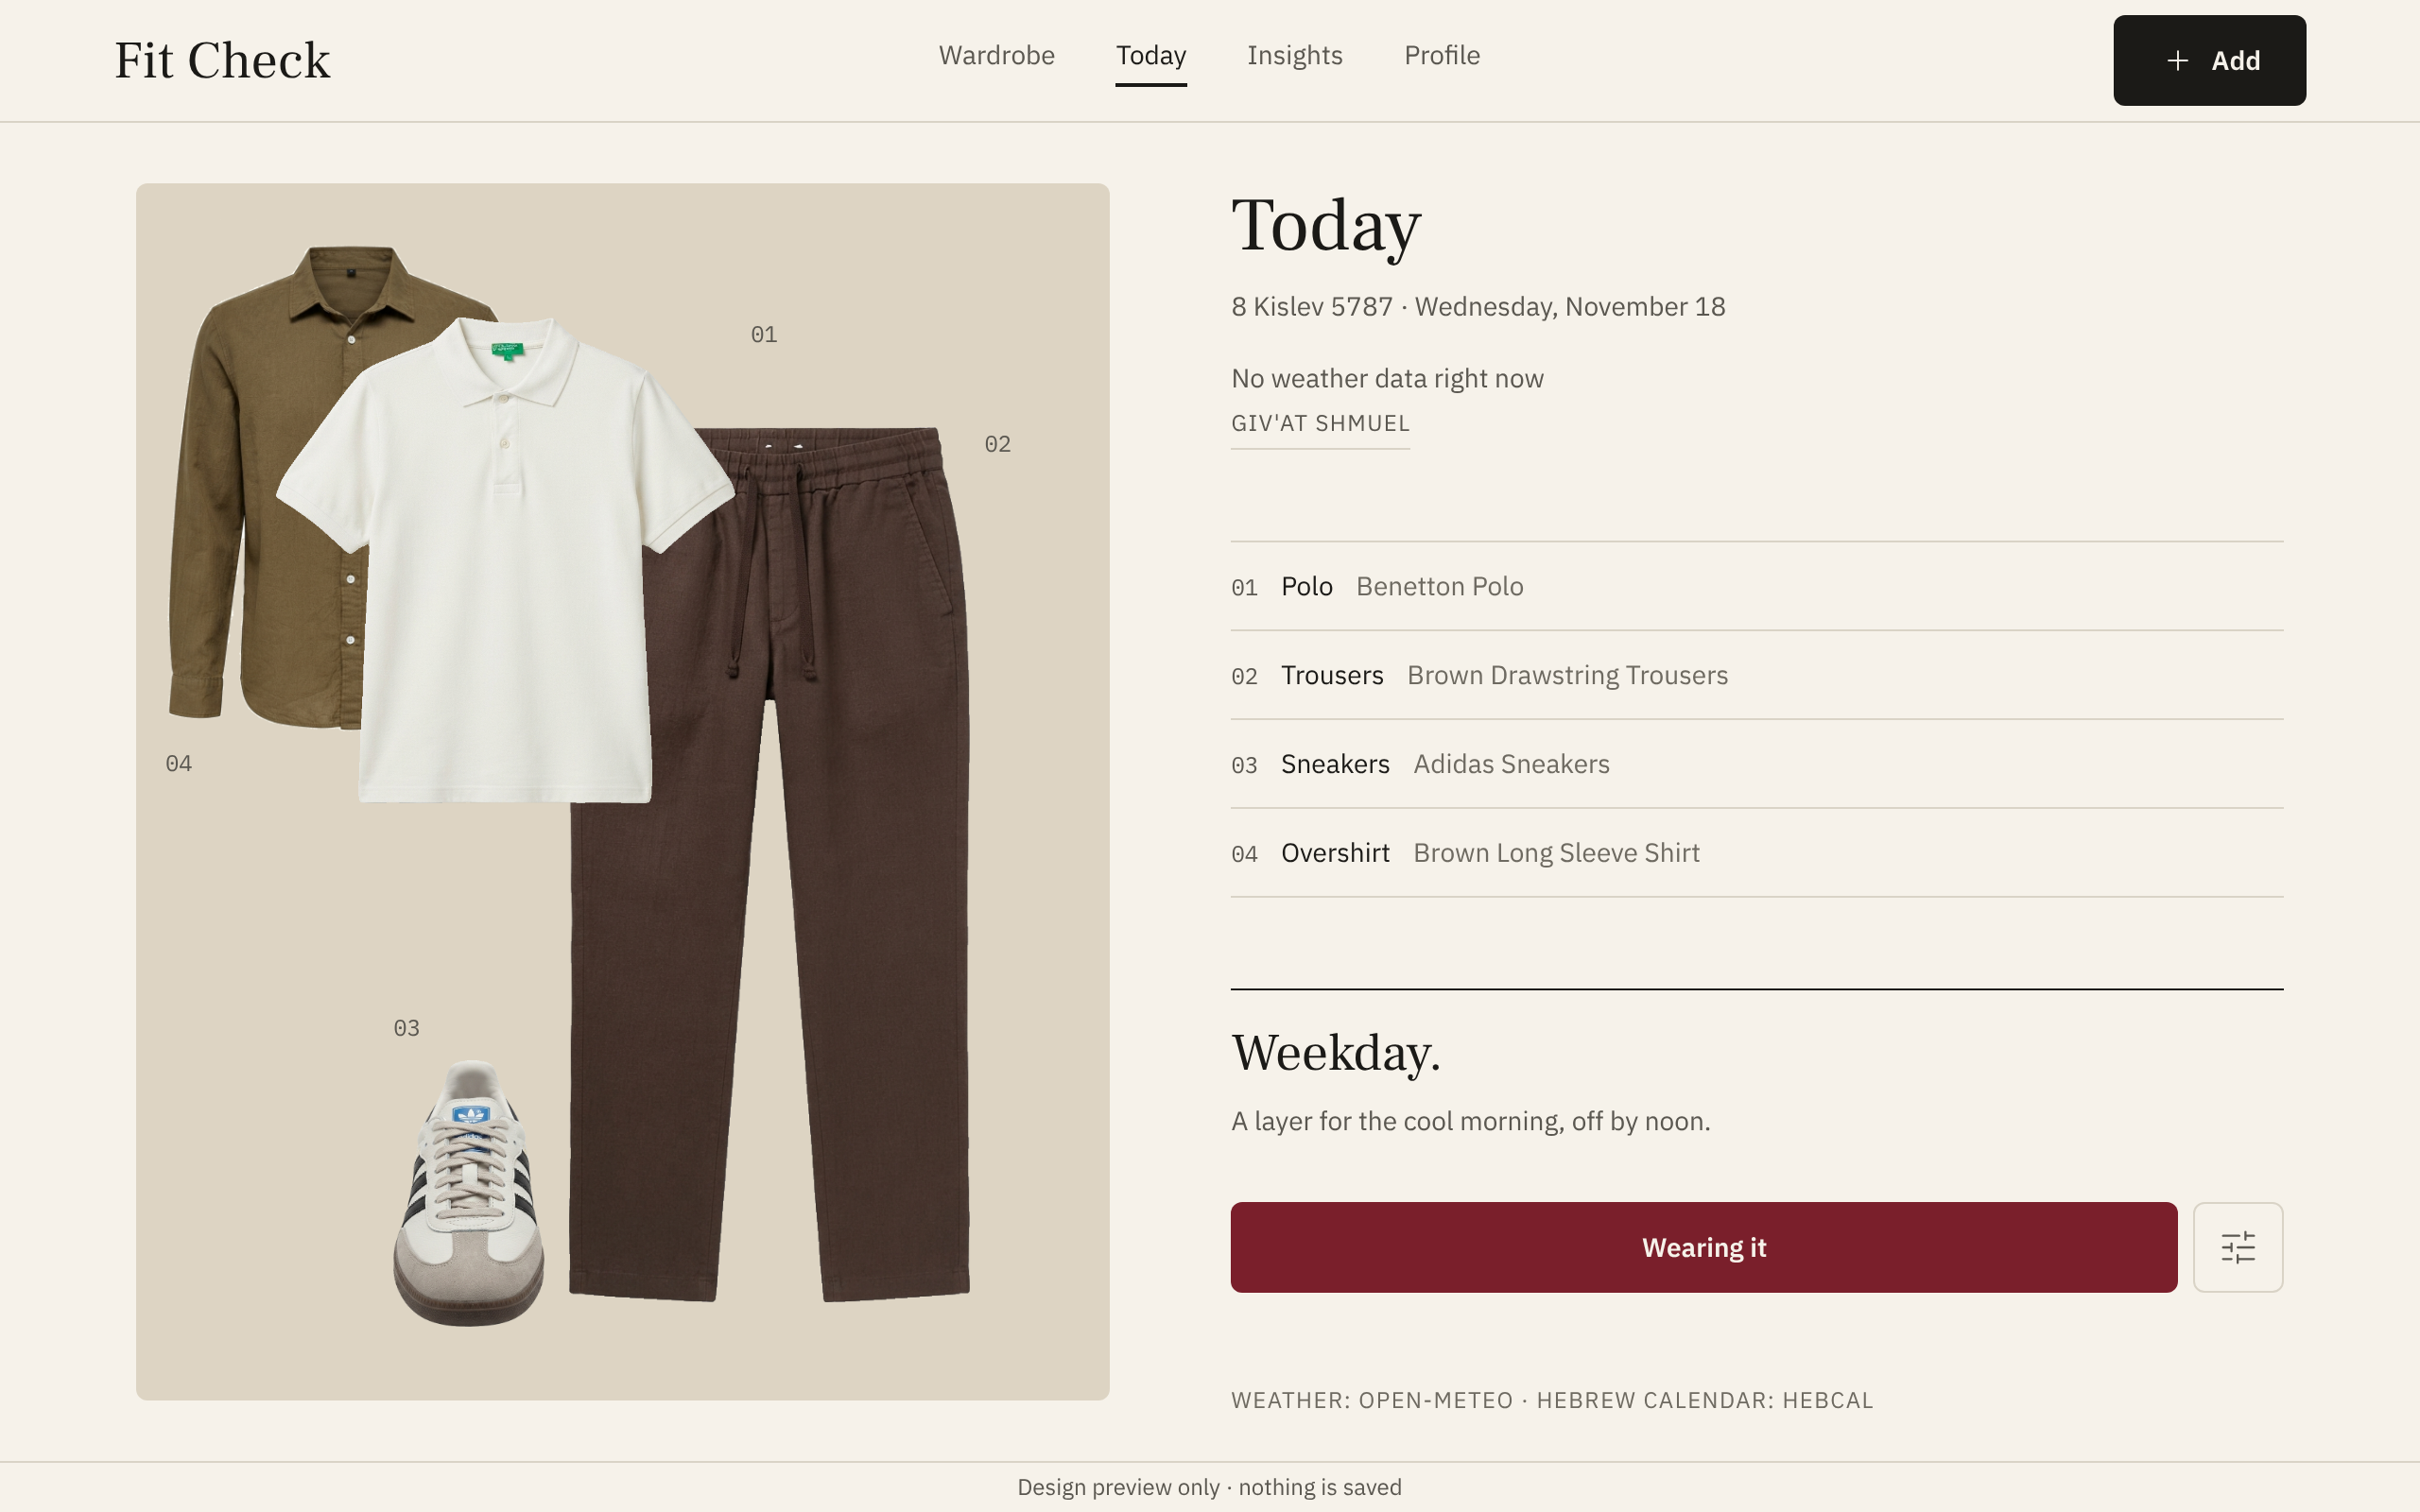 Fit Check
Wardrobe Today Insights Profile
+ Add
01
02
04
03
Today
8 Kislev 5787 · Wednesday, November 18
No weather data right now
GIV'AT SHMUEL
01 Polo Benetton Polo
02 Trousers Brown Drawstring Trousers
03 Sneakers Adidas Sneakers
04 Overshirt Brown Long Sleeve Shirt
Weekday.
A layer for the cool morning, off by noon.
Wearing it
WEATHER: OPEN-METEO · HEBREW CALENDAR: HEBCAL
Design preview only · nothing is saved